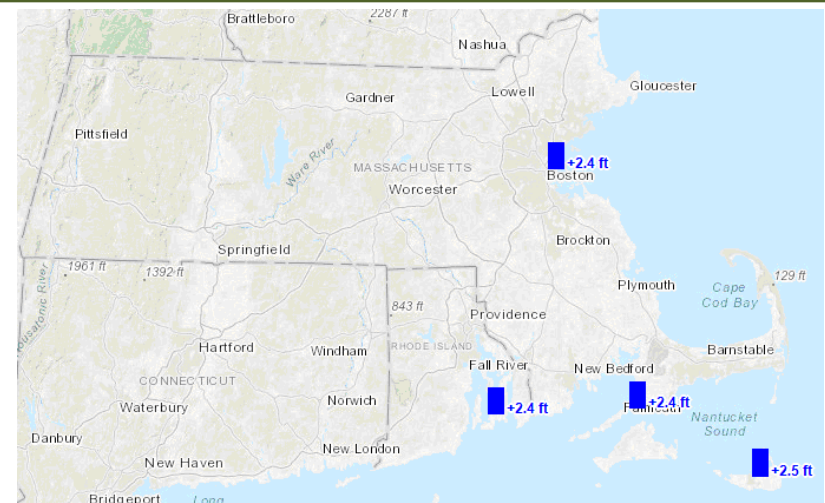 2287 ft
Brattleboro
Nashua
Gloucester
Lowell
Gardner
Pittsfield
Ware River
+2.4 ft
MASSACHUSETTS
Boston
Worcester
Brockton
Springfield
1961 ft
1392 ft
129 ft
Plymouth
Cape
Cod Bay
843 ft
Providence
Hartford
Windham
RHODE ISLAND
Barnstable
Fall River
New Bedford
CONNECTICUT
Norwich
Waterbury
+2.4 ft
+2.4 ft
Falmouth
Nantucket
Sound
Danbury
New London
New Haven
+2.5 ft
Bridgeport
Long